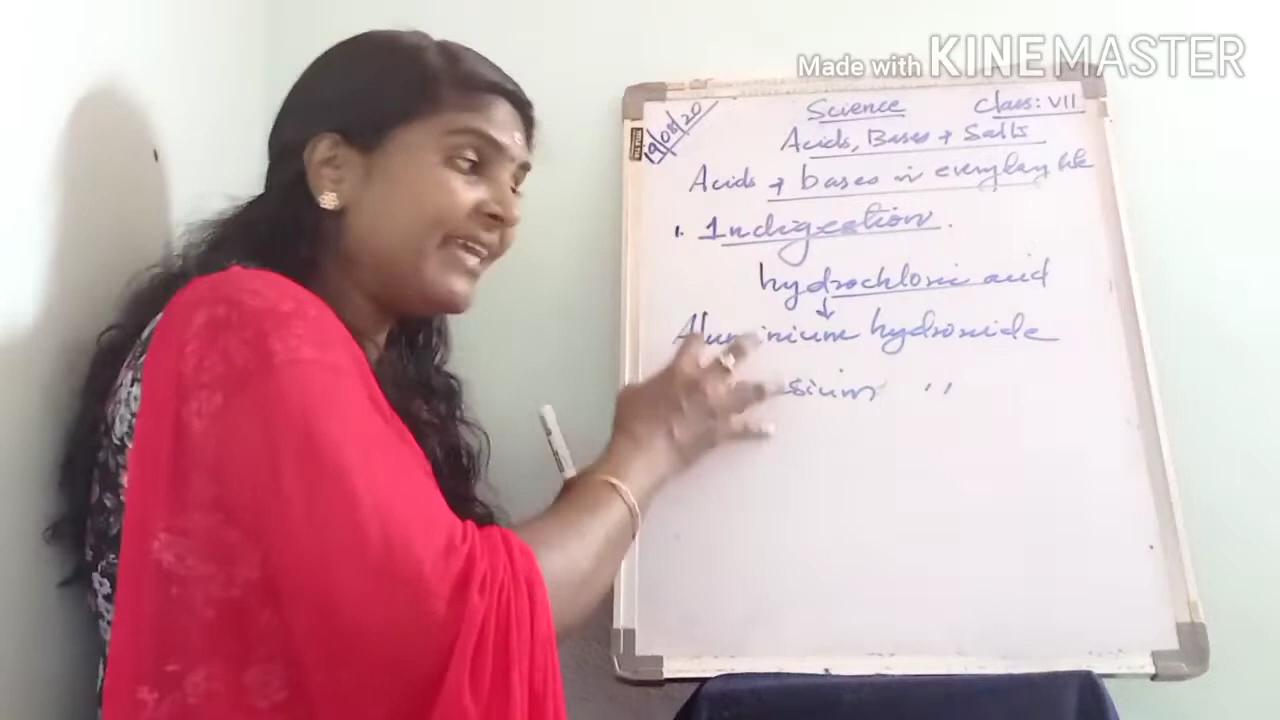 Made with KINEMASTER
19/08/20
Science Class: VII
Acids, Bases + Salts
Acids + bases in everyday life
1. Indigestion.
hydrochloric acid
↓
Aluminium hydroxide
sium ,,